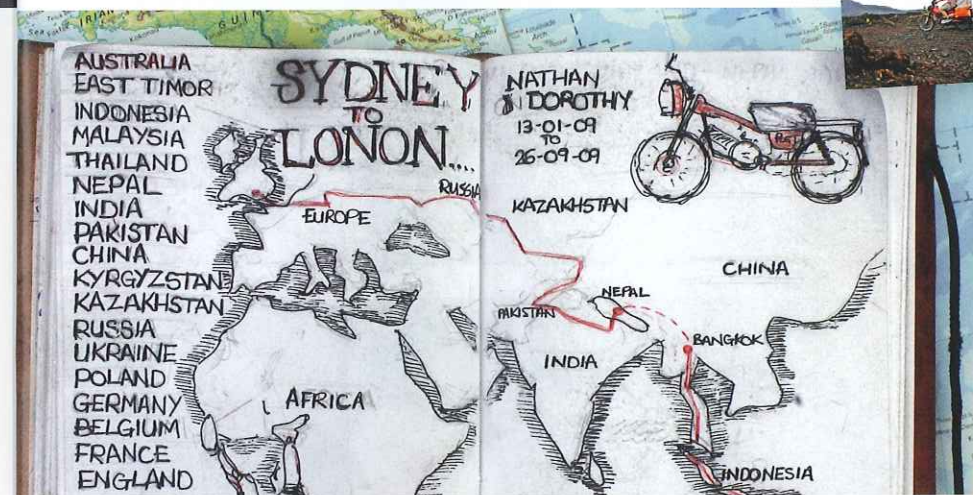 AUSTRALIA
EAST TIMOR
INDONESIA
MALAYSIA
THAILAND
NEPAL
INDIA
PAKISTAN
CHINA
KYRGYZSTAN
KAZAKHSTAN
RUSSIA
UKRAINE
POLAND
GERMANY
BELGIUM
FRANCE
ENGLAND
SYDNEY
TO
LONON....
NATHAN
& DOROTHY
13-01-09
TO
26-09-09
RUSSIA
EUROPE
KAZAKHSTAN
CHINA
NEPAL
PAKISTAN
BANGKOK
INDIA
AFRICA
INDONESIA